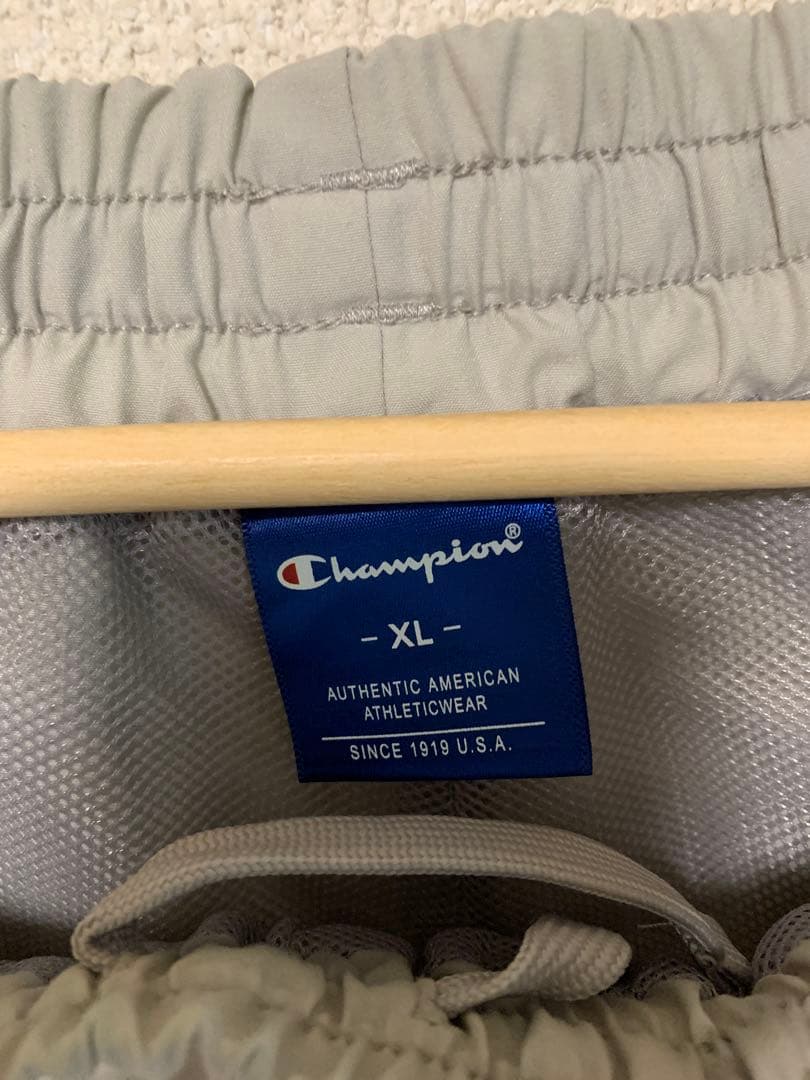 Champion®
- XL -
AUTHENTIC AMERICAN
ATHLETICWEAR
SINCE 1919 U.S.A.